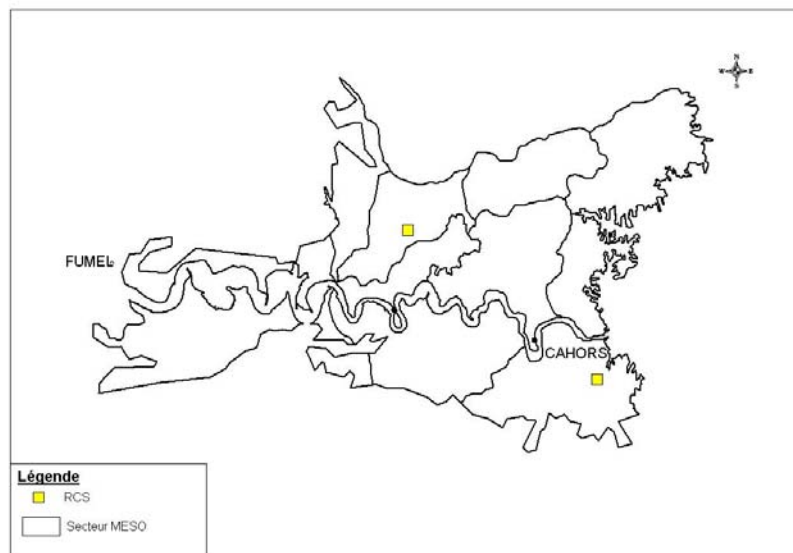 N
W E
S
FUMEL
CAHORS
Légende
RCS
Secteur MESO